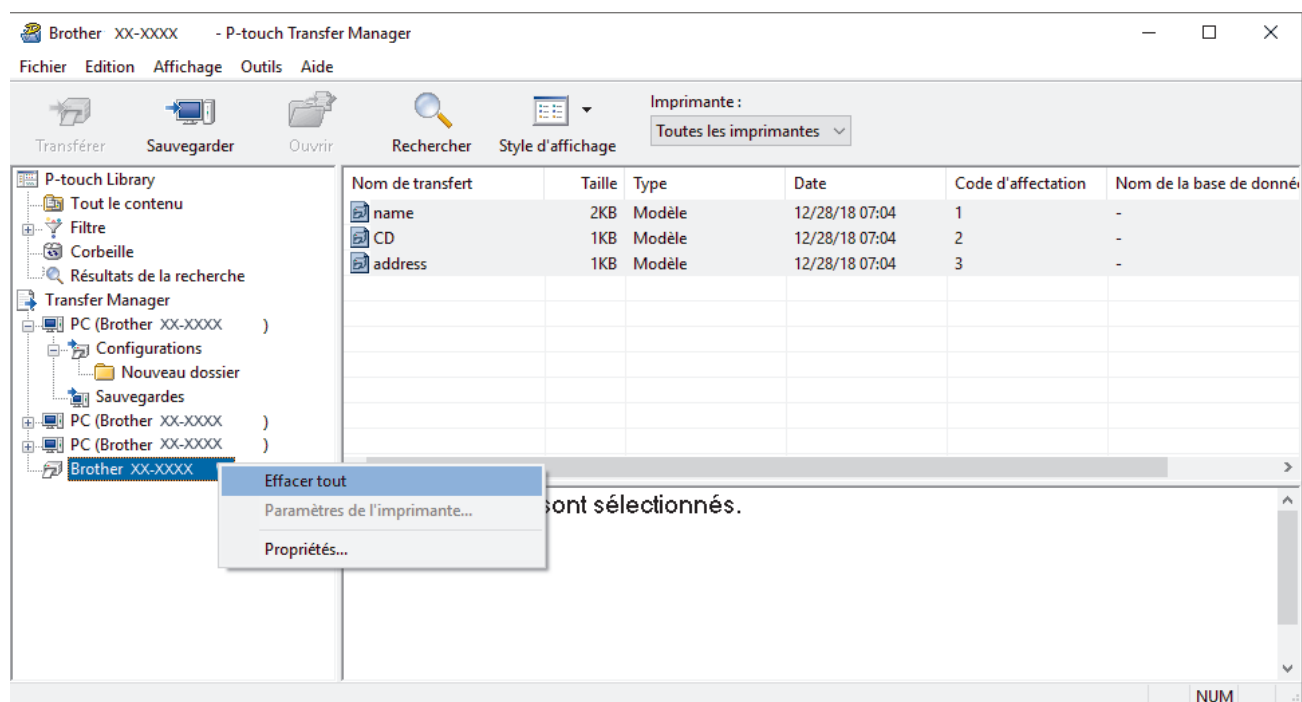 Brother XX-XXXX - P-touch Transfer Manager
Fichier Edition Affichage Outils Aide
Transférer Sauvegarder Ouvrir Rechercher Style d'affichage
Imprimante :
Toutes les imprimantes
P-touch Library
Tout le contenu
Filtre
Corbeille
Résultats de la recherche
Transfer Manager
PC (Brother XX-XXXX )
Configurations
Nouveau dossier
Sauvegardes
PC (Brother XX-XXXX )
PC (Brother XX-XXXX )
Brother XX-XXXX
Effacer tout
Paramètres de l'imprimante...
Propriétés...
Nom de transfert Taille Type Date Code d'affectation Nom de la base de
name 2KB Modèle 12/28/18 07:04 1 -
CD 1KB Modèle 12/28/18 07:04 2 -
address 1KB Modèle 12/28/18 07:04 3 -
sont sélectionnés.
NUM